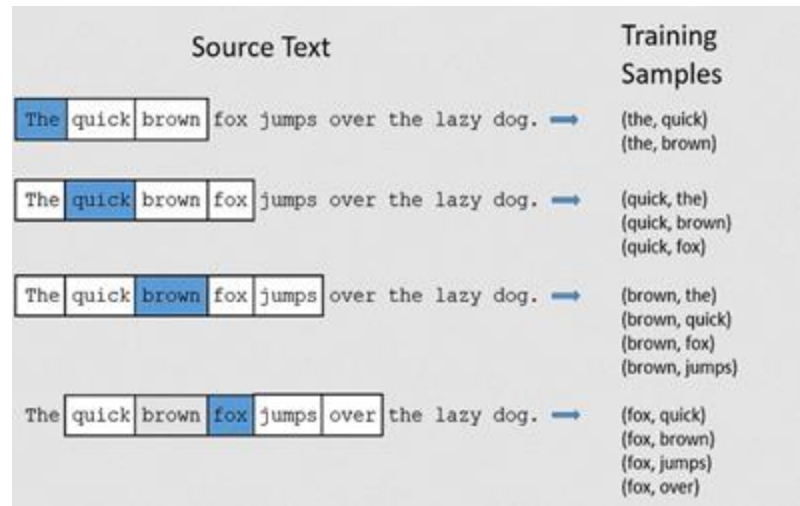 Source Text
Training
Samples
The quick brown fox jumps over the lazy dog.
(the, quick)
(the, brown)
The quick brown fox jumps over the lazy dog.
(quick, the)
(quick, brown)
(quick, fox)
The quick brown fox jumps over the lazy dog.
(brown, the)
(brown, quick)
(brown, fox)
(brown, jumps)
The quick brown fox jumps over the lazy dog.
(fox, quick)
(fox, brown)
(fox, jumps)
(fox, over)